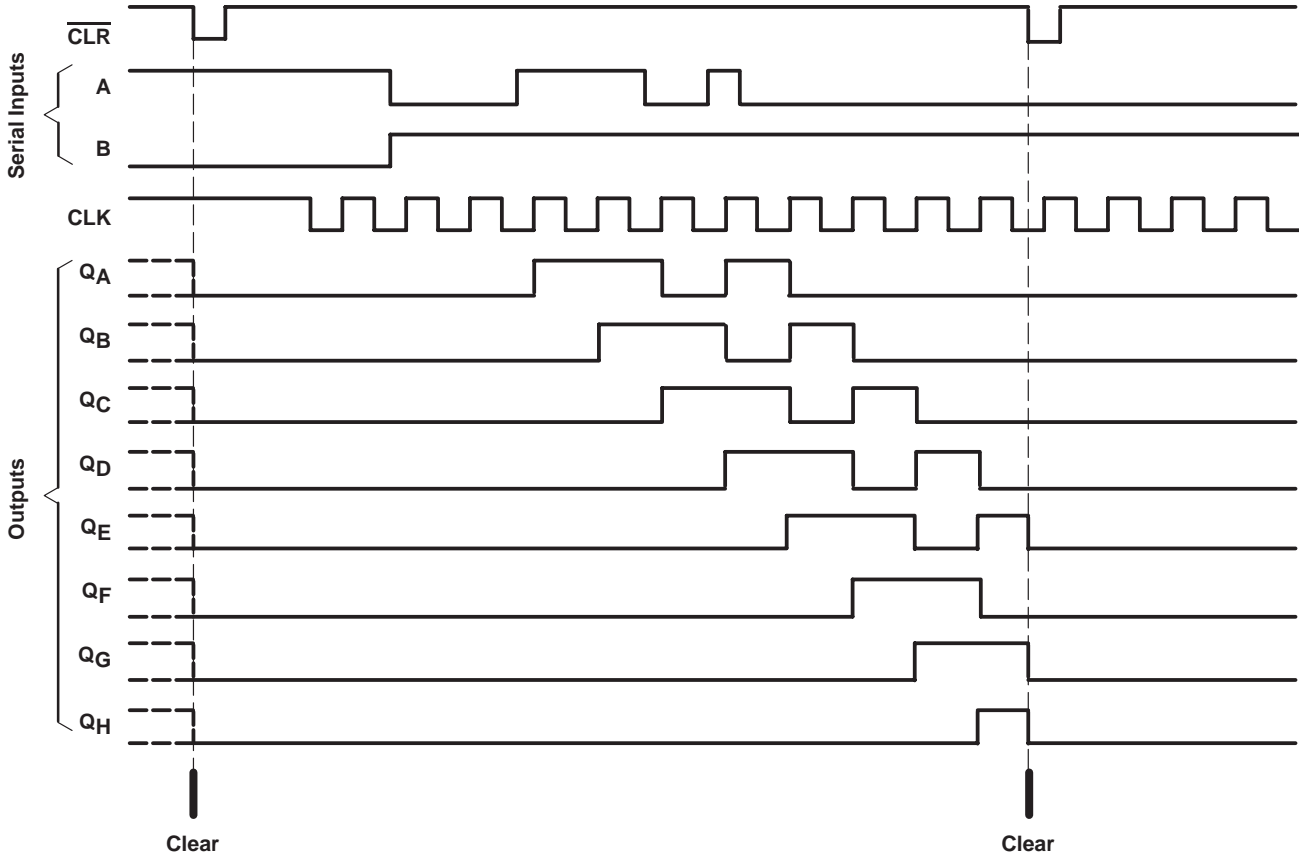 CLR
Serial Inputs
A
B
CLK
Outputs
QA
QB
QC
QD
QE
QF
QG
QH
Clear
Clear